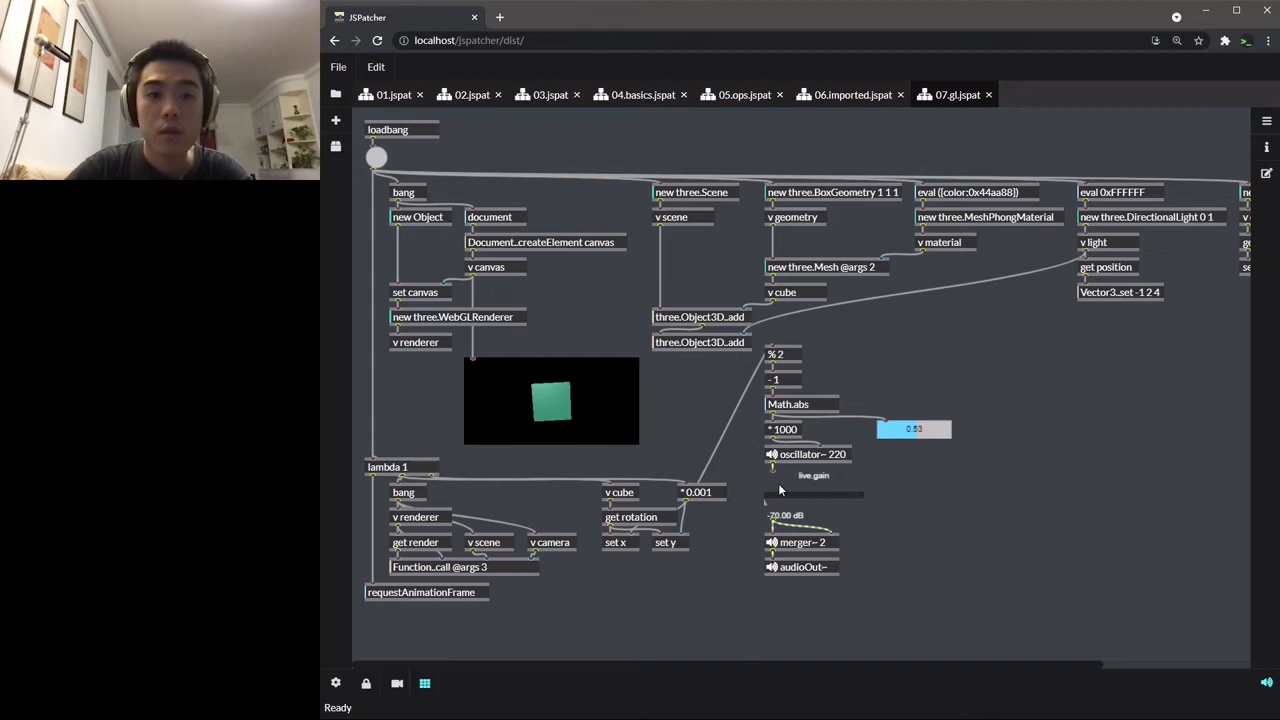 JSPatcher
localhost/jspatcher/dist/
File Edit
01.jspat 02.jspat 03.jspat 04.basics.jspat 05.ops.jspat 06.imported.jspat 07.gl.jspat
loadbang
bang new three.Scene new three.BoxGeometry 1 1 1 eval ({color:0x44aa88}) eval 0xFFFFFF
new Object document v scene v geometry new three.MeshPhongMaterial new three.DirectionalLight 0 1
Document..createElement canvas v material v light
v canvas new three.Mesh @args 2 get position
set canvas v cube Vector3..set -1 2 4
new three.WebGLRenderer three.Object3D..add
v renderer three.Object3D..add
% 2
- 1
Math.abs
* 1000 0.53
oscillator~ 220
lambda 1
live.gain
bang v cube * 0.001
v renderer get rotation -70.00 dB
get render v scene v camera set x set y merger~ 2
Function..call @args 3 audioOut~
requestAnimationFrame
Ready